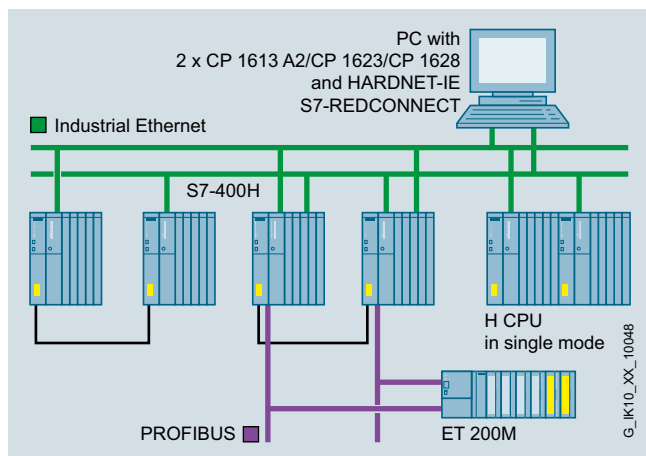 PC with
2 x CP 1613 A2/CP 1623/CP 1628
and HARDNET-IE
S7-REDCONNECT
Industrial Ethernet
S7-400H
H CPU
in single mode
PROFIBUS
ET 200M
G_IK10_XX_10048